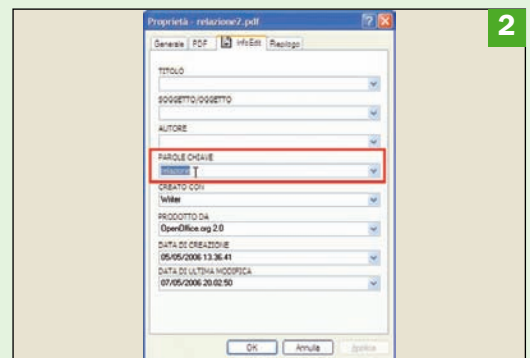 Proprietà - relazione2.pdf
2
Generale PDF InfoEdit Riepilogo
TITOLO
SOGGETTO/OGGETTO
AUTORE
PAROLE CHIAVE
relazione
CREATO CON
Writer
PRODOTTO DA
OpenOffice.org 2.0
DATA DI CREAZIONE
05/05/2006 13.36.41
DATA DI ULTIMA MODIFICA
07/05/2006 20.02.50
OK Annulla Applica